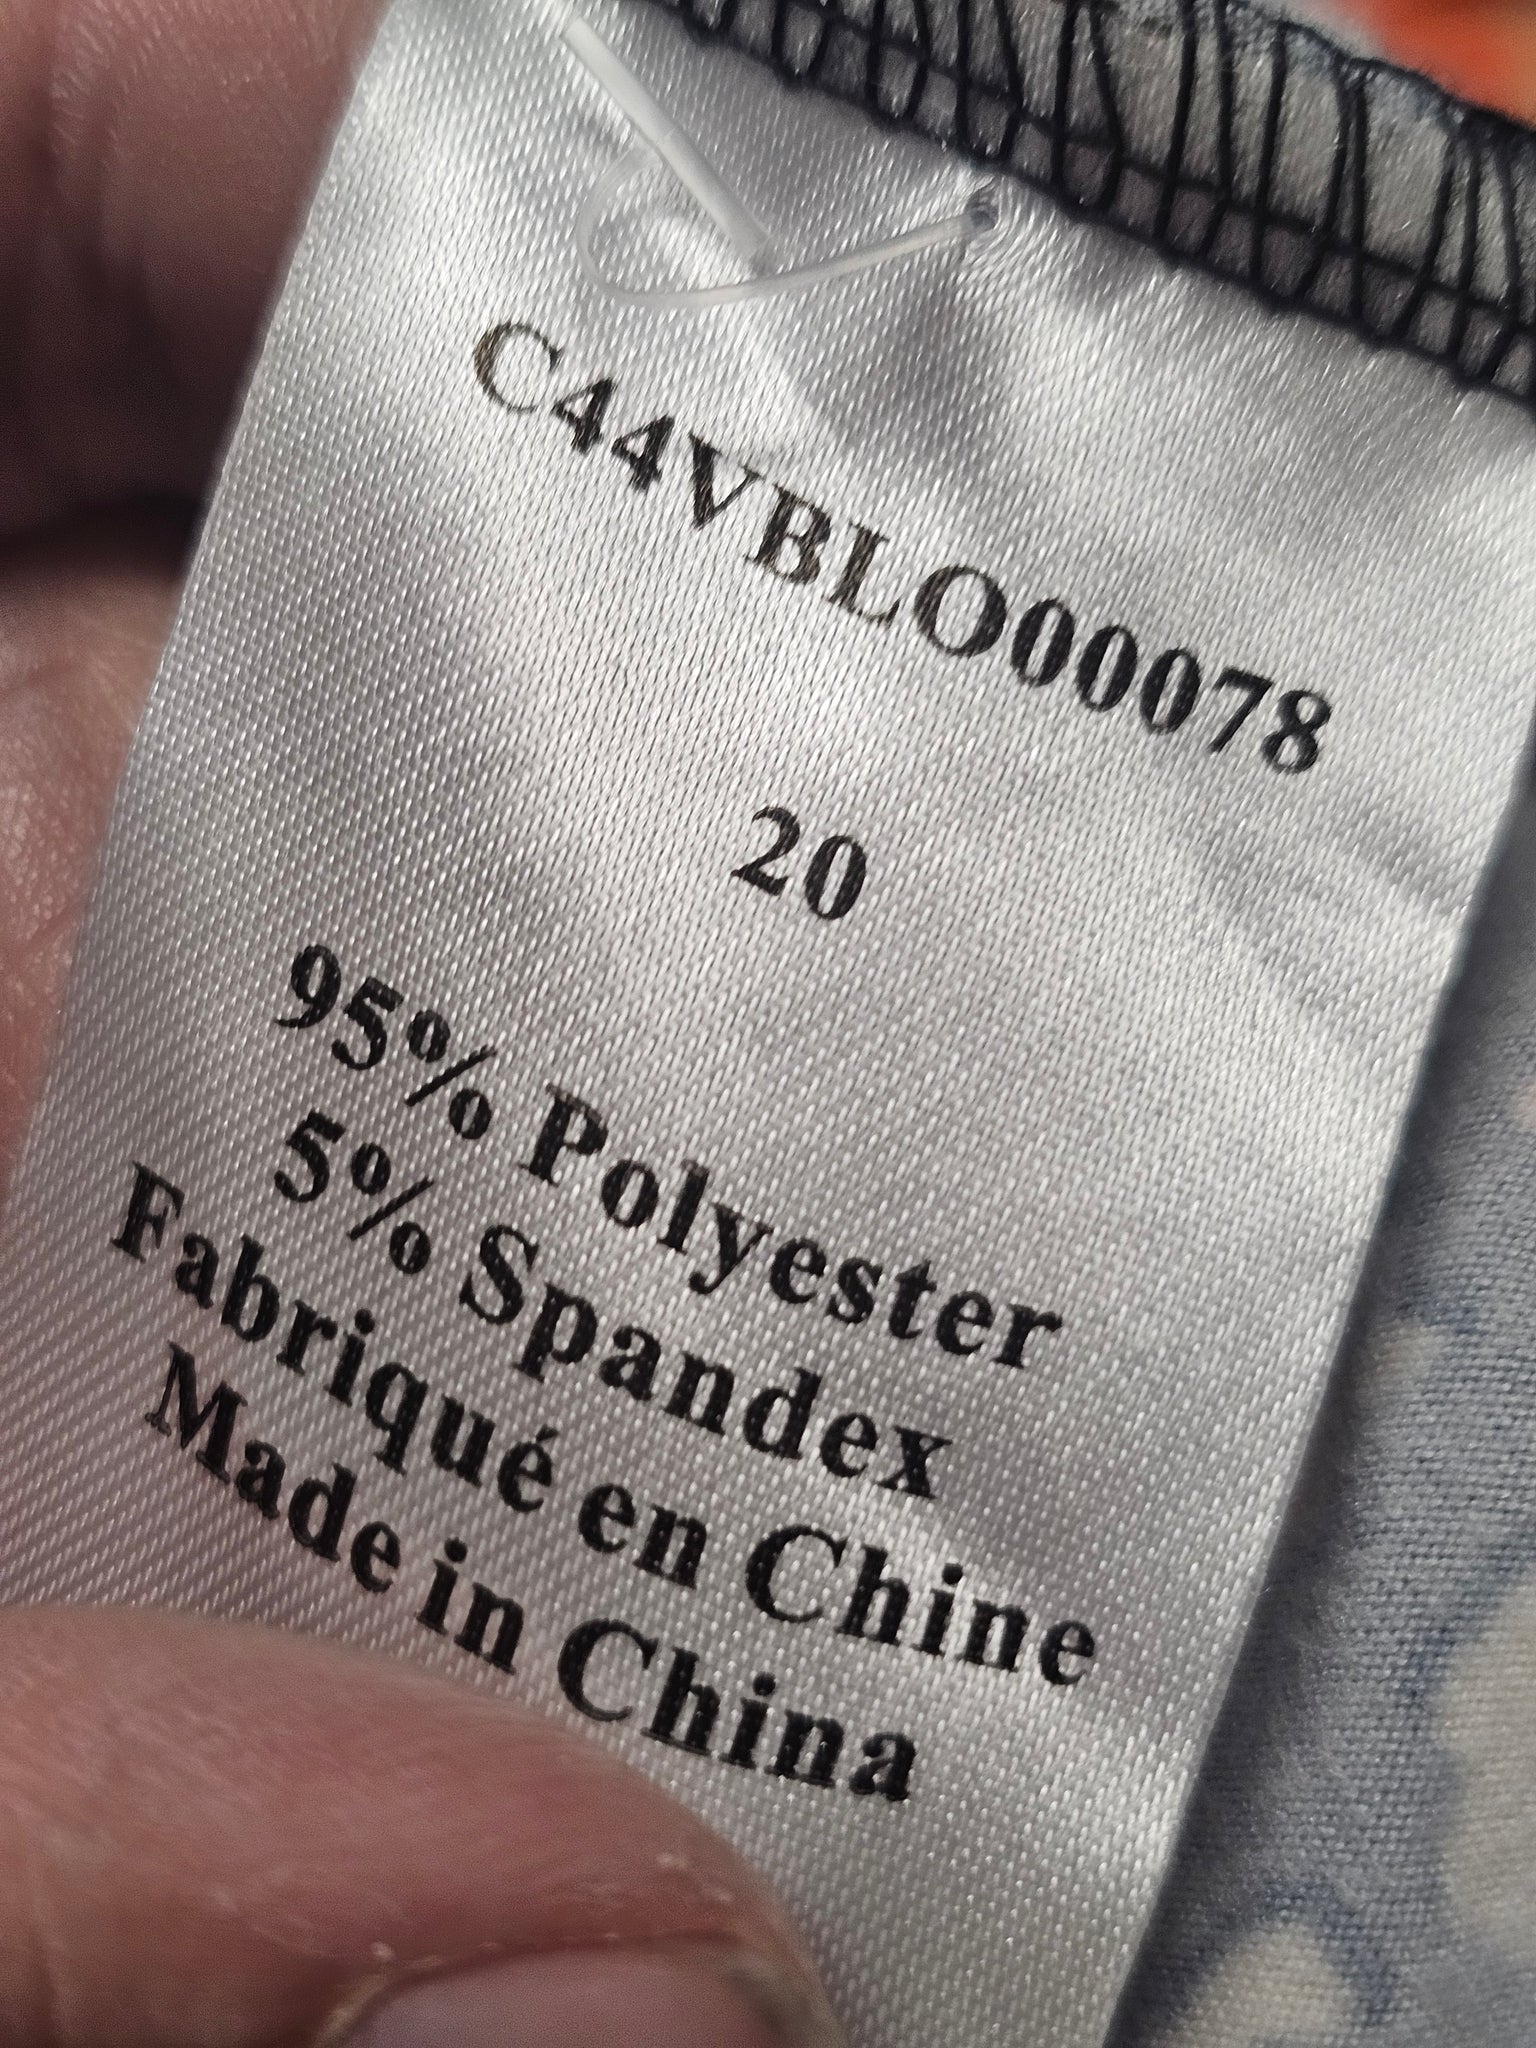 C44VBLO00078
20
95% Polyester
5% Spandex
Fabriqué en Chine
Made in China